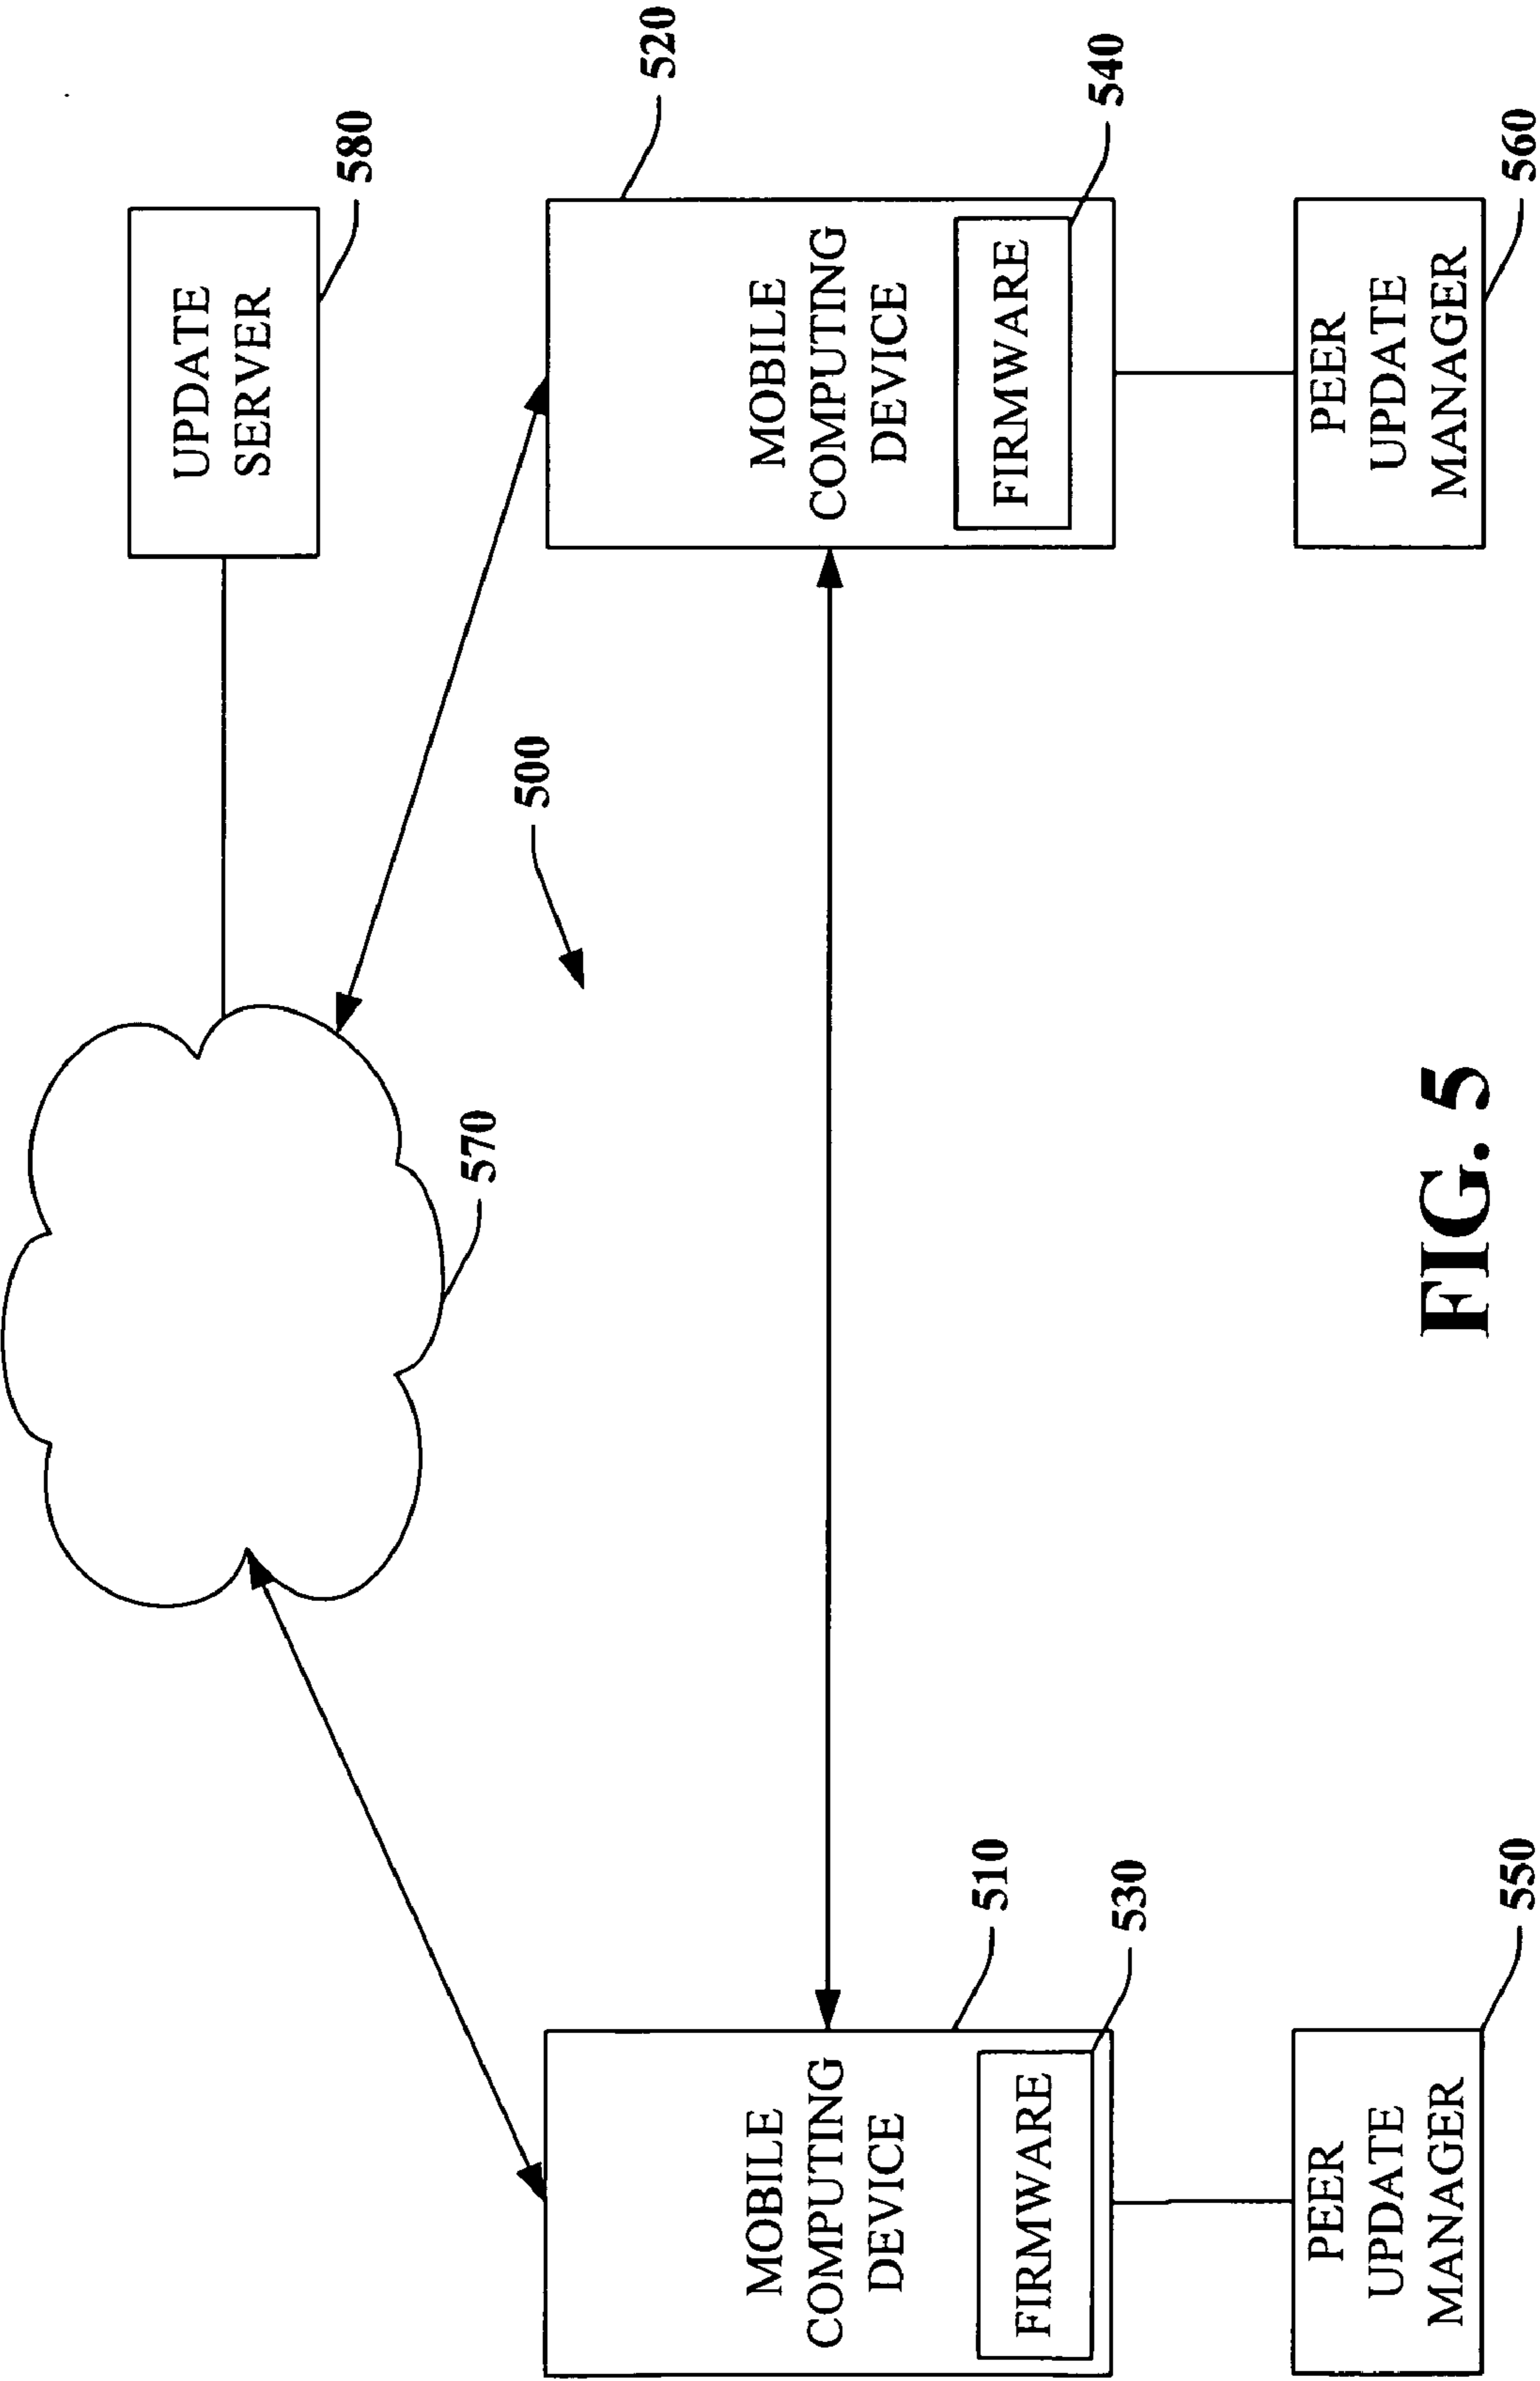 580
UPDATE
SERVER
570
500
520
MOBILE
COMPUTING
DEVICE
510
FIRMWARE
530
MOBILE
COMPUTING
DEVICE
FIRMWARE
540
PEER
UPDATE
MANAGER
550
PEER
UPDATE
MANAGER
560
FIG. 5